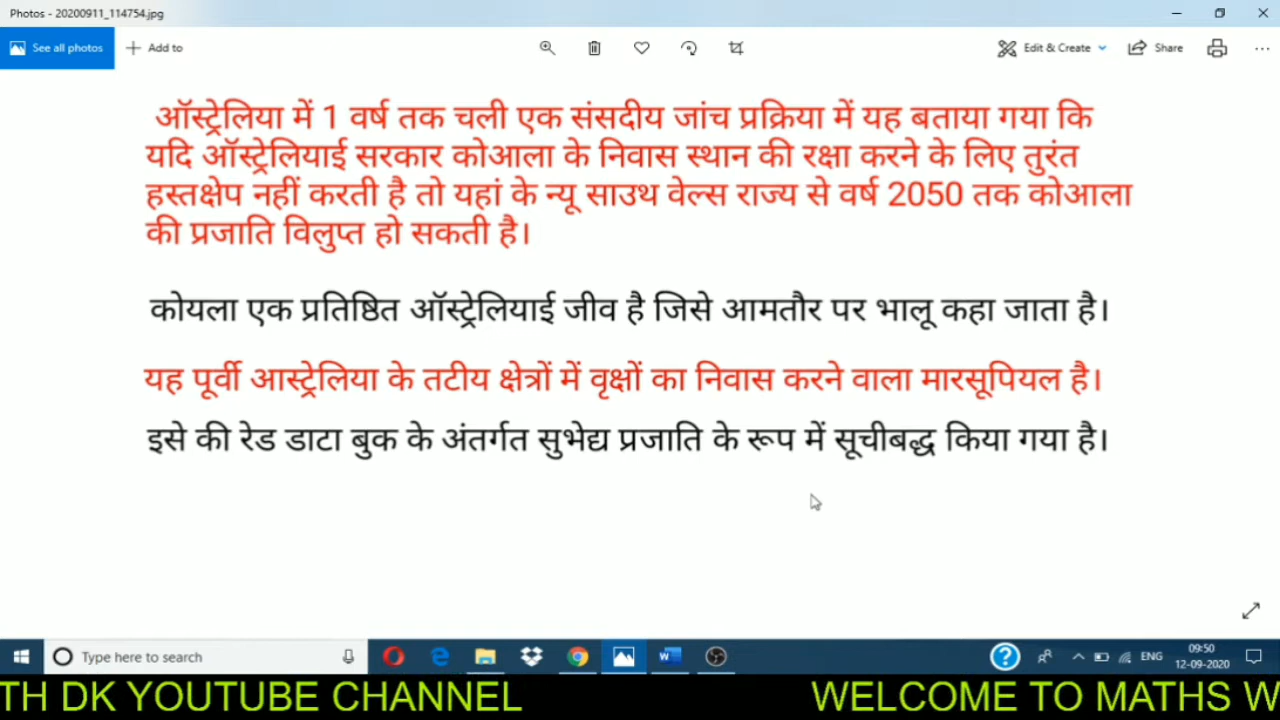 Photos - 20200911_114754.jpg
See all photos
Add to
Edit & Create
Share
ऑस्ट्रेलिया में 1 वर्ष तक चली एक संसदीय जांच प्रक्रिया में यह बताया गया कि
यदि ऑस्ट्रेलियाई सरकार कोआला के निवास स्थान की रक्षा करने के लिए तुरंत
हस्तक्षेप नहीं करती है तो यहां के न्यू साउथ वेल्स राज्य से वर्ष 2050 तक कोआला
की प्रजाति विलुप्त हो सकती है।
कोयला एक प्रतिष्ठित ऑस्ट्रेलियाई जीव है जिसे आमतौर पर भालू कहा जाता है।
यह पूर्वी आस्ट्रेलिया के तटीय क्षेत्रों में वृक्षों का निवास करने वाला मारसूपियल है।
इसे की रेड डाटा बुक के अंतर्गत सुभेद्य प्रजाति के रूप में सूचीबद्ध किया गया है।
Type here to search
ENG
09:50
12-09-2020
TH DK YOUTUBE CHANNEL WELCOME TO MATHS W